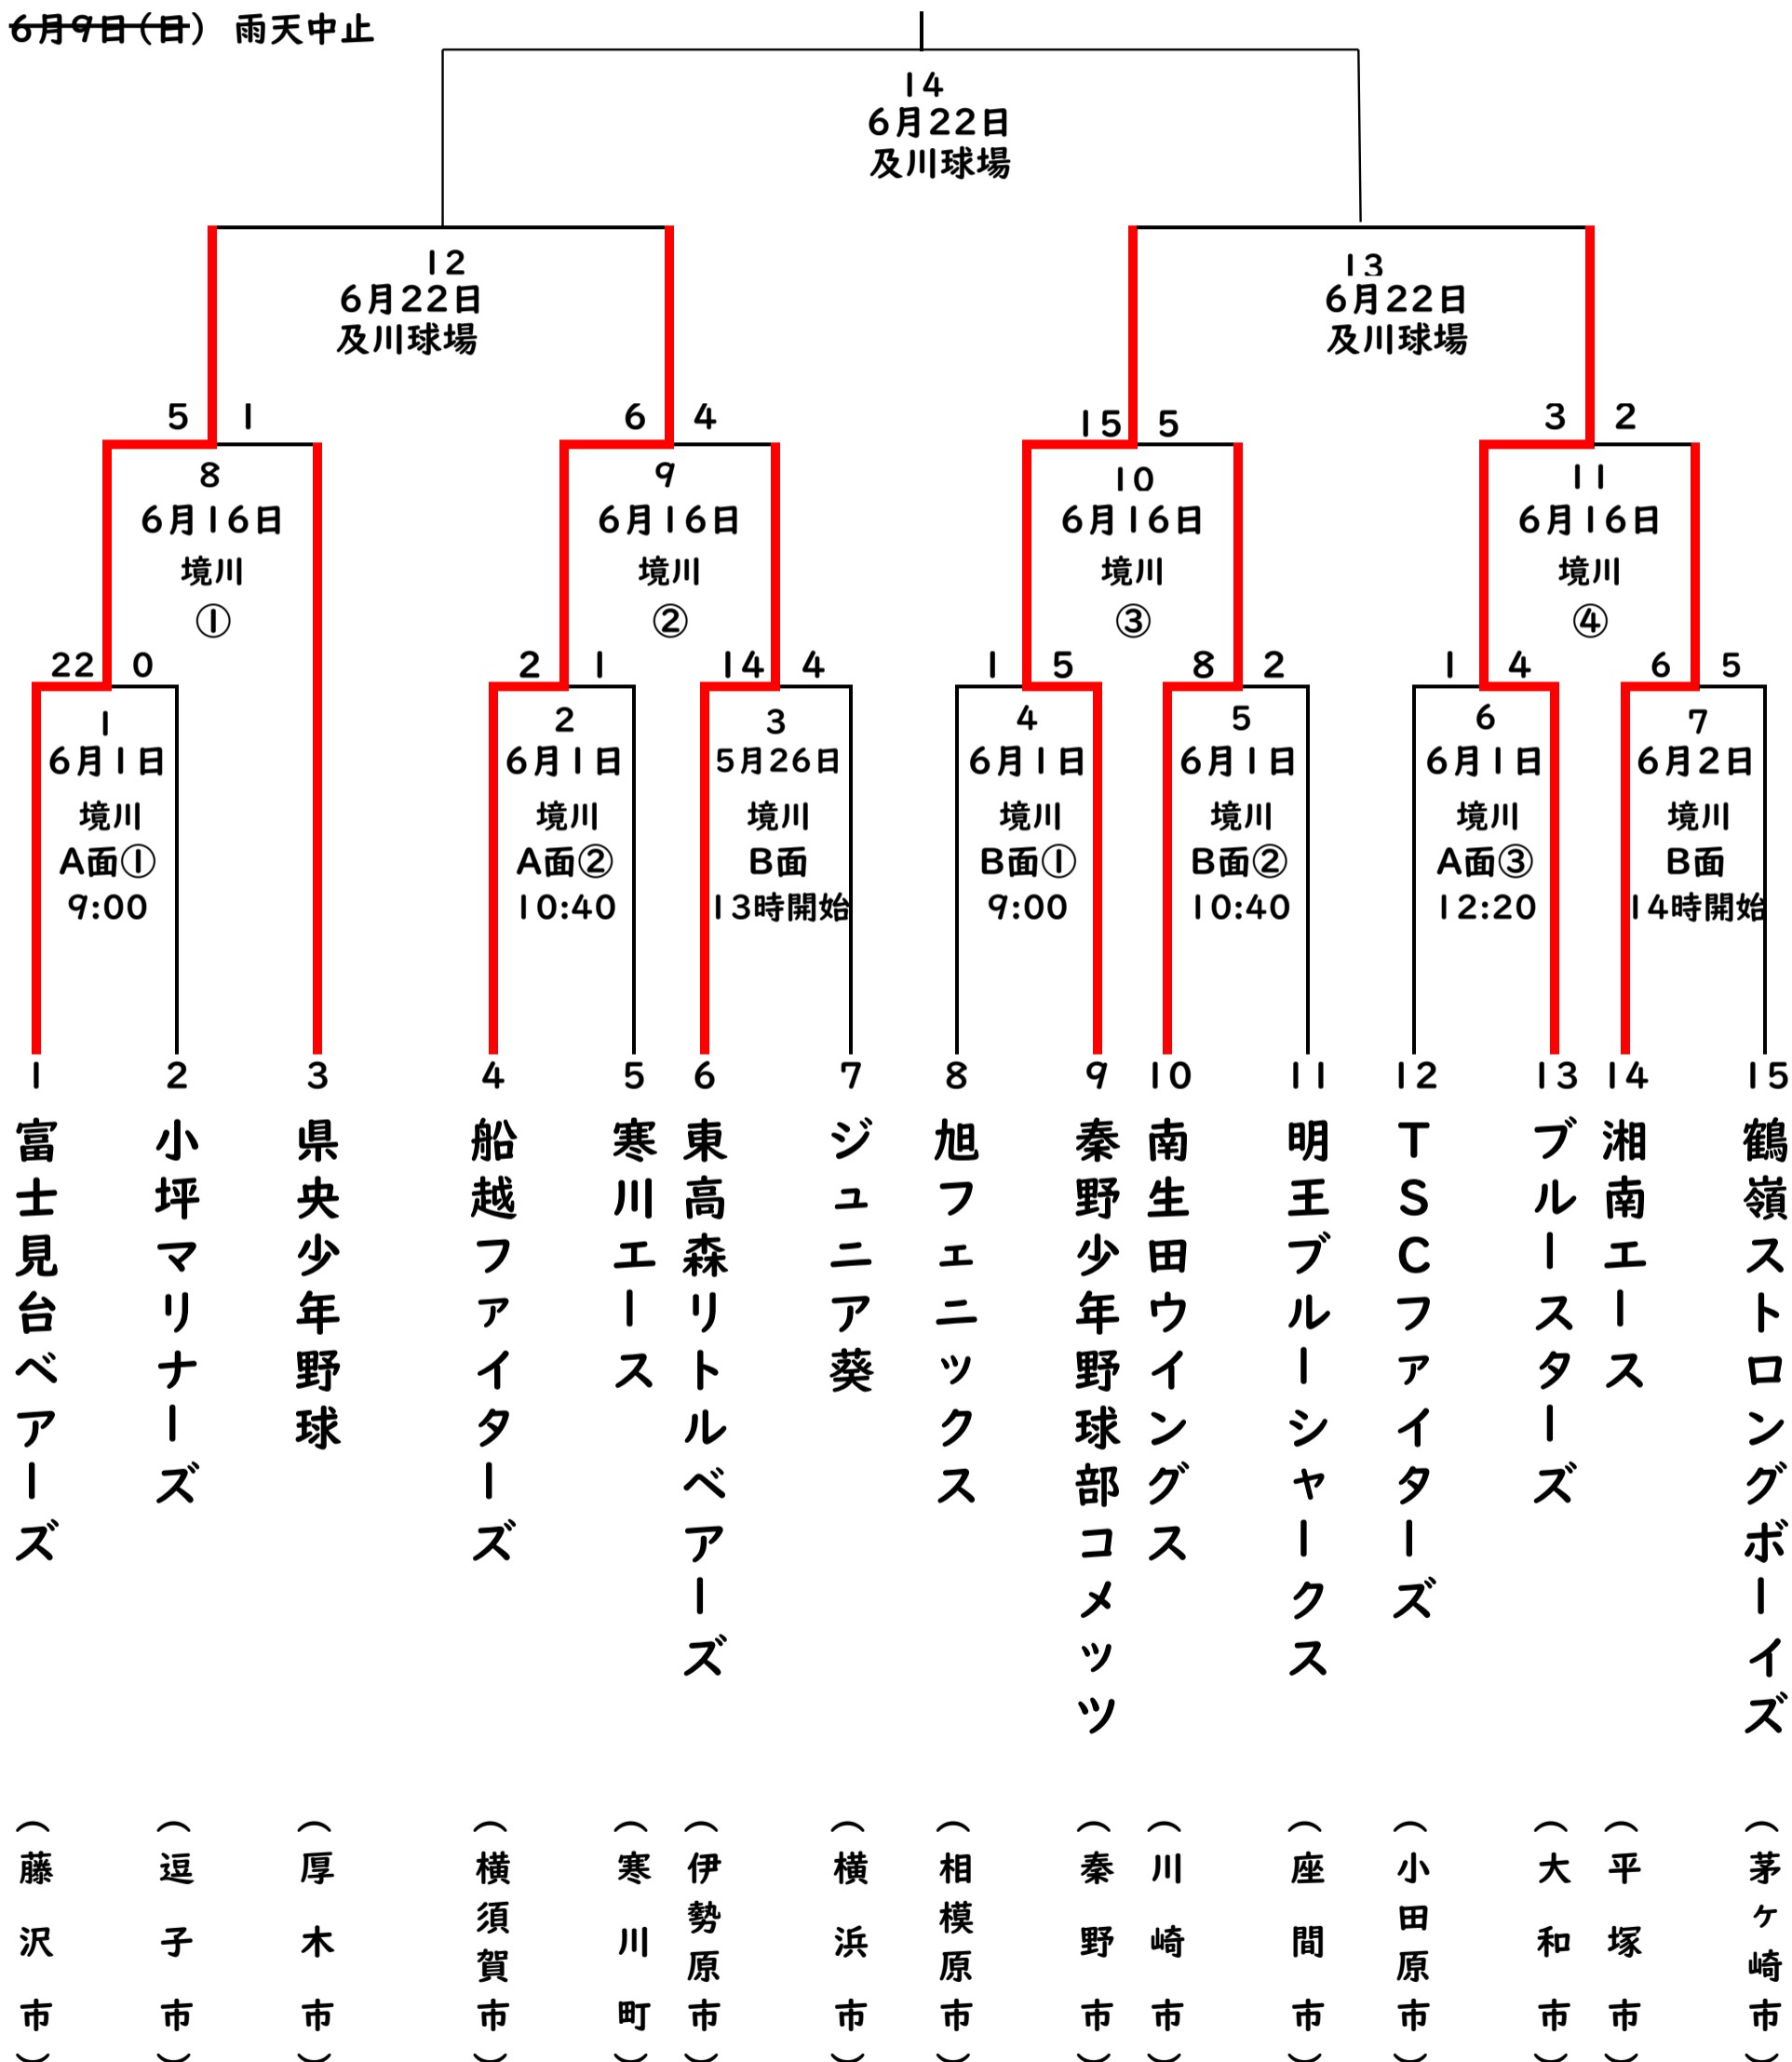 6月9日(日) 雨天中止
14
6月22日
及川球場
12
6月22日
及川球場
13
6月22日
及川球場
5 1
6 4
15 5
3 2
8
6月16日
境川
①
9
6月16日
境川
②
10
6月16日
境川
③
11
6月16日
境川
④
22 0
2 1
14 4
1 5
8 2
1 4
6 5
1
6月1日
境川
A面①
9:00
2
6月1日
境川
A面②
10:40
3
5月26日
境川
B面
13時開始
4
6月1日
境川
B面①
9:00
5
6月1日
境川
B面②
10:40
6
6月1日
境川
A面③
12:20
7
6月2日
境川
B面
14時開始
1
富士見台ベアーズ
(藤沢市)
2
小坪マリナーズ
(逗子市)
3
県央少年野球
(厚木市)
4
船越ファイターズ
(横須賀市)
5
寒川エース
(寒川町)
6
東高森リトルベアーズ
(伊勢原市)
7
ジュニア葵
(横浜市)
8
旭フェニックス
(相模原市)
9
秦野少年野球部コメッツ
(秦野市)
10
南生田ウイングス
(川崎市)
11
明王ブルーシャークス
(座間市)
12
TSCファイターズ
(小田原市)
13
ブルースターズ
(大和市)
14
湘南エース
(平塚市)
15
鶴嶺ストロングボーイズ
(茅ヶ崎市)